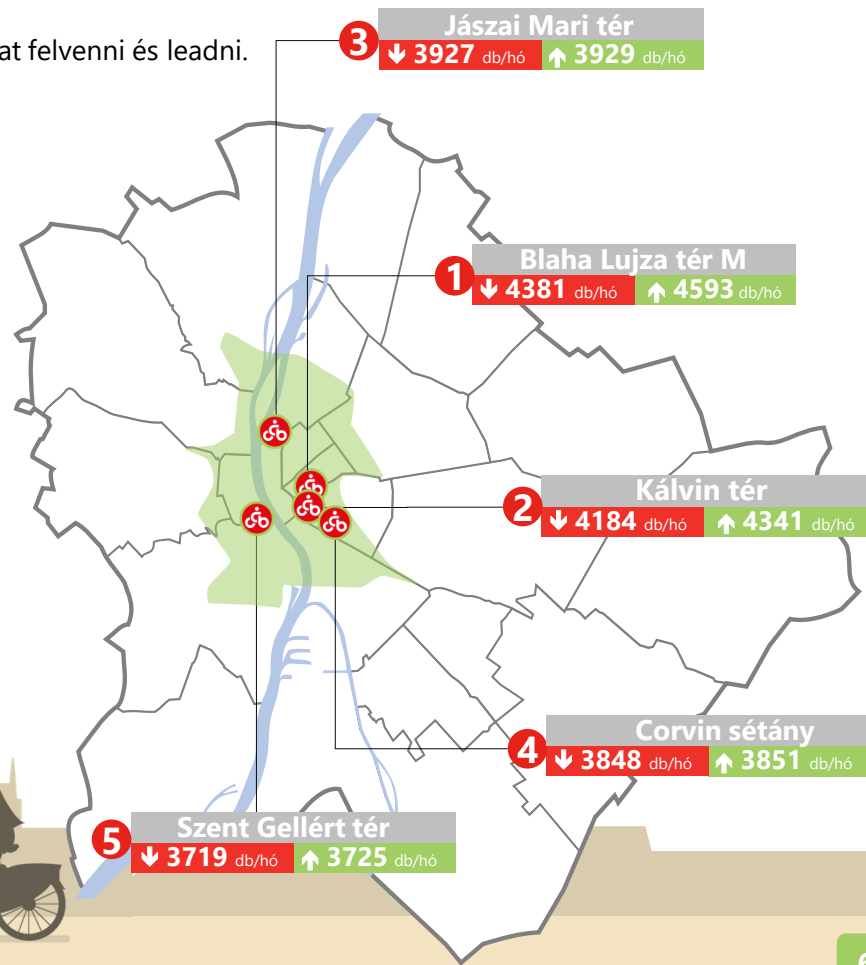 at felvenni és leadni.
3
Jászai Mari tér
3927 db/hó 3929 db/hó
1
Blaha Lujza tér M
4381 db/hó 4593 db/hó
2
Kálvin tér
4184 db/hó 4341 db/hó
4
Corvin sétány
3848 db/hó 3851 db/hó
5
Szent Gellért tér
3719 db/hó 3725 db/hó